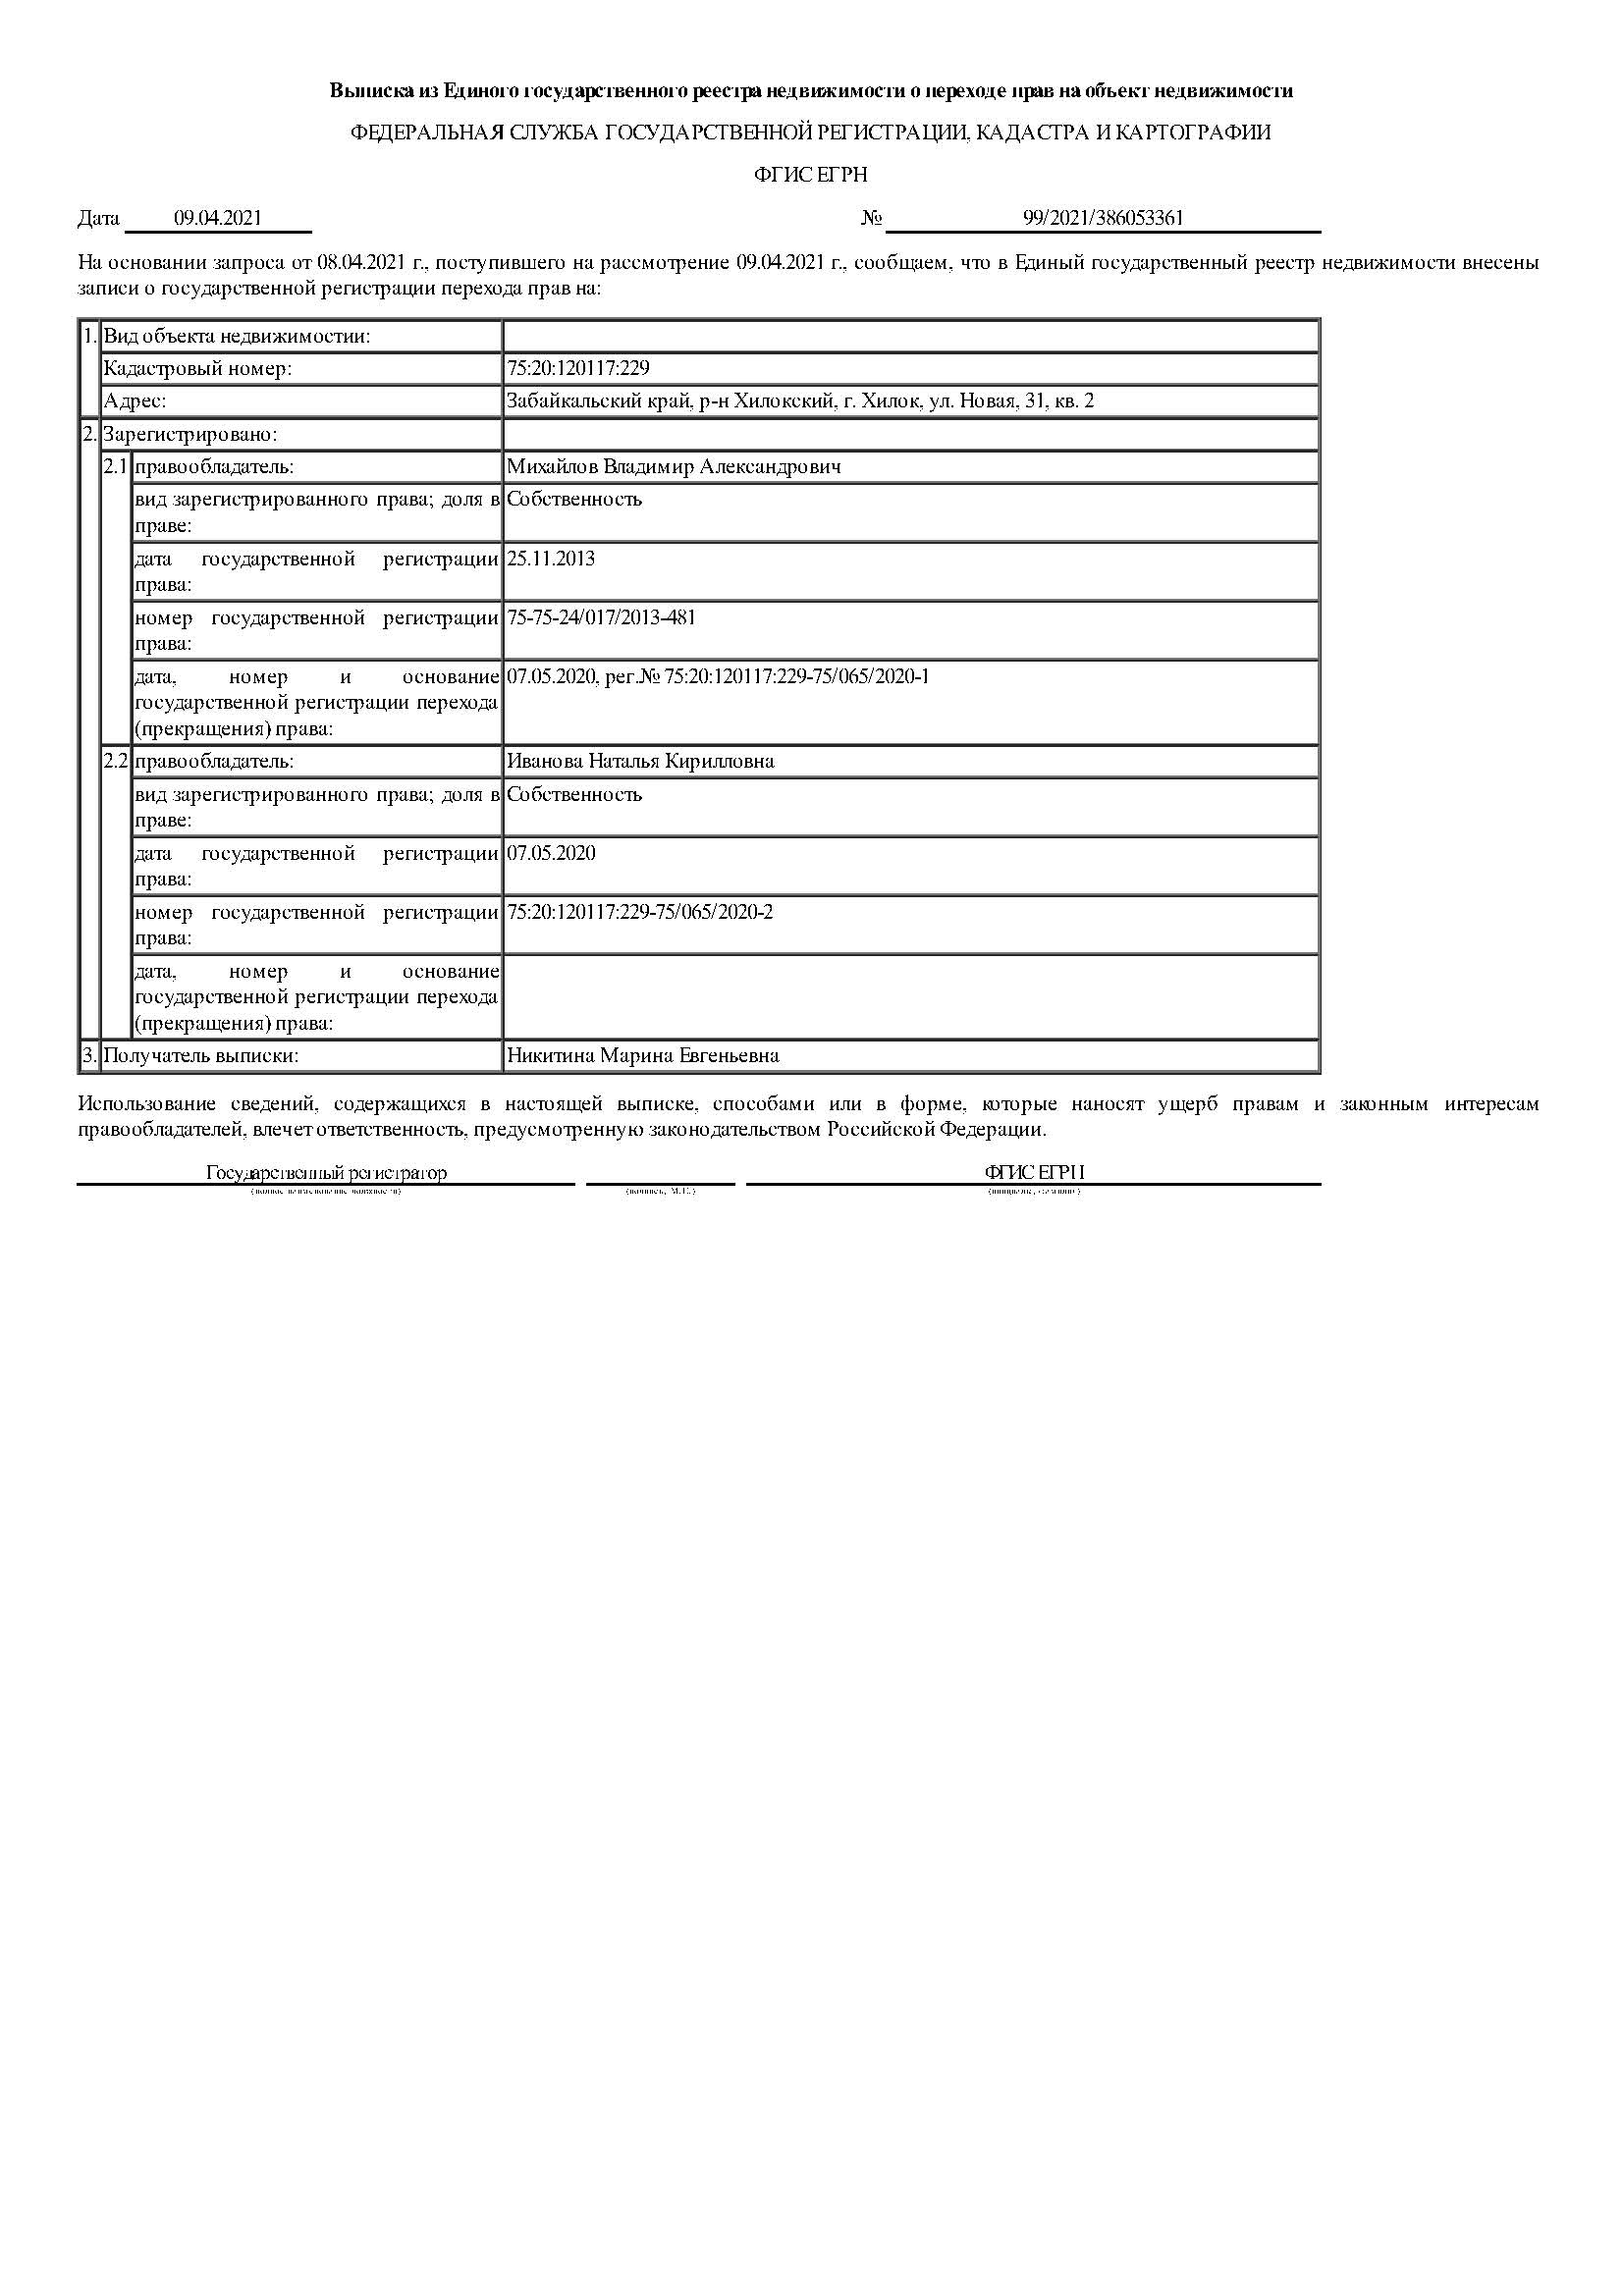 Выписка из Единого государственного реестра недвижимости о переходе прав на объект недвижимости
ФЕДЕРАЛЬНАЯ СЛУЖБА ГОСУДАРСТВЕННОЙ РЕГИСТРАЦИИ, КАДАСТРА И КАРТОГРАФИИ
ФГИС ЕГРН
Дата 09.04.2021 № 99/2021/386053361
На основании запроса от 08.04.2021 г., поступившего на рассмотрение 09.04.2021 г., сообщаем, что в Единый государственный реестр недвижимости внесены
записи о государственной регистрации перехода прав на:
1. Вид объекта недвижимостии:
Кадастровый номер: 75:20:120117:229
Адрес: Забайкальский край, р-н Хилокский, г. Хилок, ул. Новая, 31, кв. 2
2. Зарегистрировано:
2.1 правообладатель: Михайлов Владимир Александрович
вид зарегистрированного права; доля в Собственность
праве:
дата государственной регистрации 25.11.2013
права:
номер государственной регистрации 75-75-24/017/2013-481
права:
дата, номер и основание 07.05.2020, рег.№ 75:20:120117:229-75/065/2020-1
государственной регистрации перехода
(прекращения) права:
2.2 правообладатель: Иванова Наталья Кирилловна
вид зарегистрированного права; доля в Собственность
праве:
дата государственной регистрации 07.05.2020
права:
номер государственной регистрации 75:20:120117:229-75/065/2020-2
права:
дата, номер и основание
государственной регистрации перехода
(прекращения) права:
3. Получатель выписки: Никитина Марина Евгеньевна
Использование сведений, содержащихся в настоящей выписке, способами или в форме, которые наносят ущерб правам и законным интересам
правообладателей, влечет ответственность, предусмотренную законодательством Российской Федерации.
Государственный регистратор ФГИС ЕГРН
(полное наименование должности) (подпись, М.П.) (инициалы, фамилия)